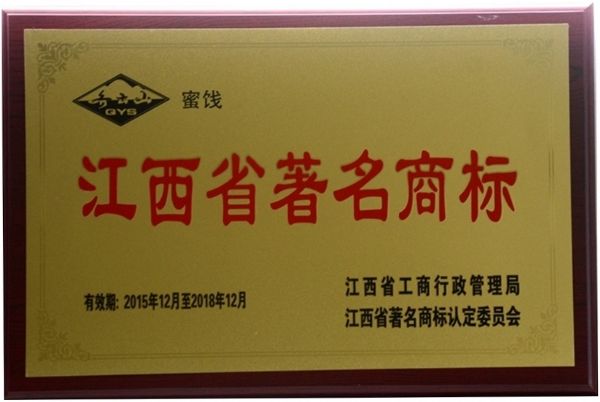 GYS
蜜饯
江西省著名商标
有效期: 2015年12月至2018年12月
江西省工商行政管理局
江西省著名商标认定委员会